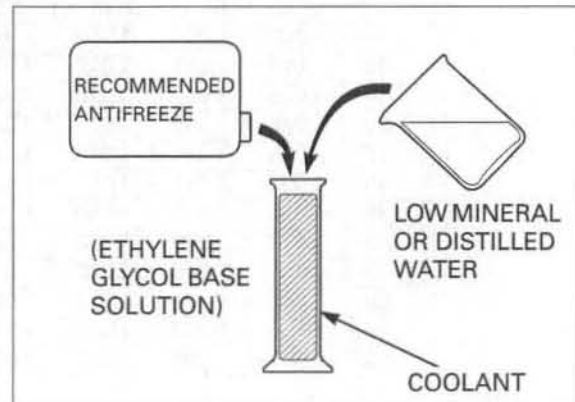 RECOMMENDED
ANTIFREEZE
(ETHYLENE
GLYCOL BASE
SOLUTION)
LOW MINERAL
OR DISTILLED
WATER
COOLANT